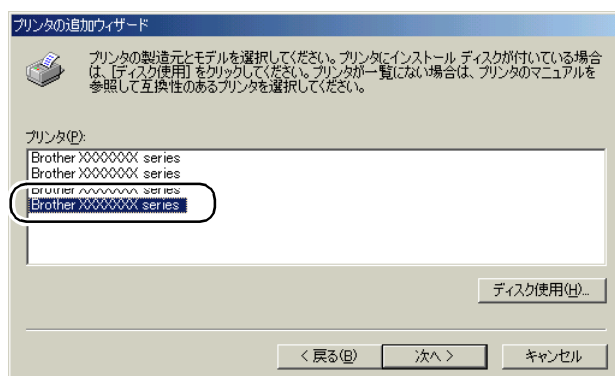 プリンタの追加ウィザード
プリンタの製造元とモデルを選択してください。プリンタにインストール ディスクが付いている場合
は、[ディスク使用] をクリックしてください。プリンタが一覧にない場合は、プリンタのマニュアルを
参照して互換性のあるプリンタを選択してください。
プリンタ(P):
Brother XXXXXXX series
Brother XXXXXXX series
Brother XXXXXXX series
Brother XXXXXXX series
ディスク使用(H)...
< 戻る(B) 次へ > キャンセル